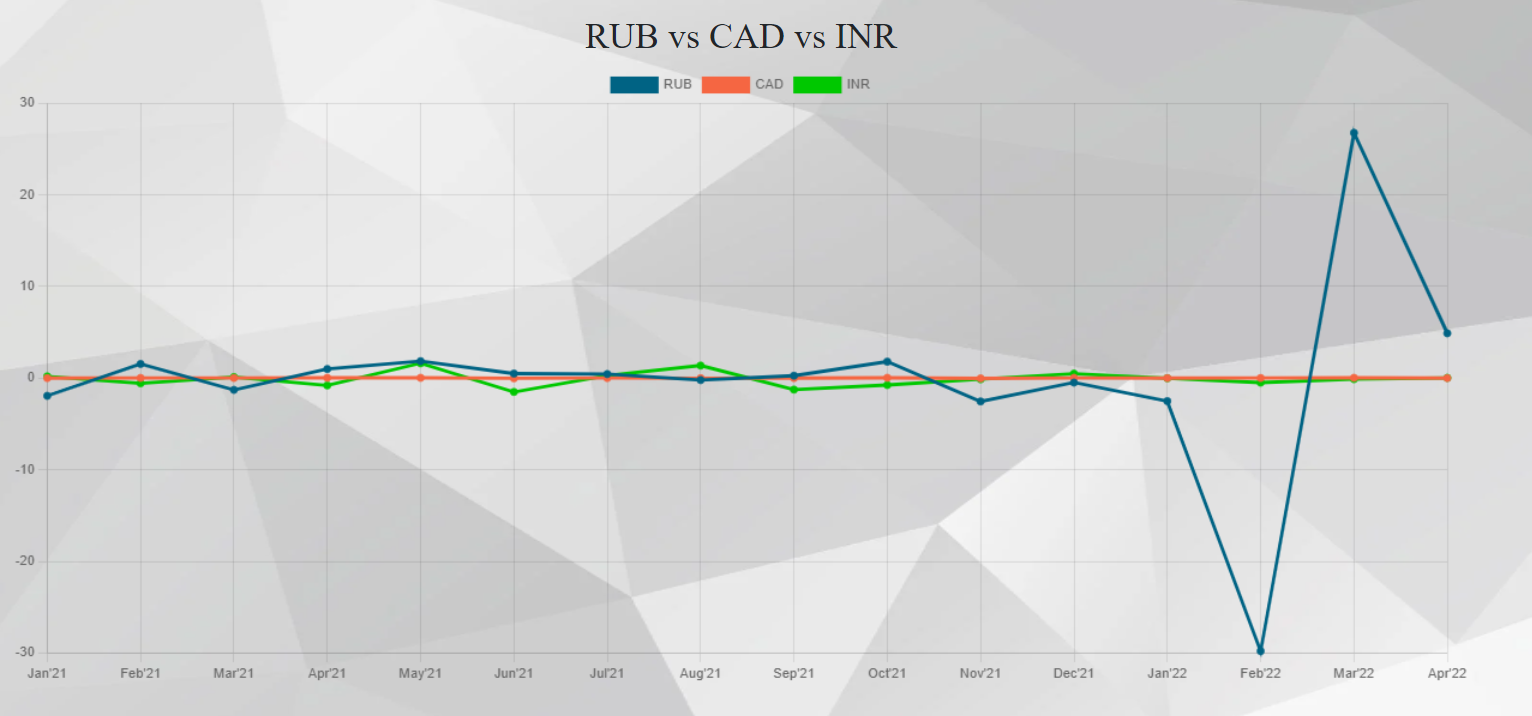 RUB vs CAD vs INR
RUB CAD INR
30
20
10
0
-10
-20
-30
Jan'21 Feb'21 Mar'21 Apr'21 May'21 Jun'21 Jul'21 Aug'21 Sep'21 Oct'21 Nov'21 Dec'21 Jan'22 Feb'22 Mar'22 Apr'22